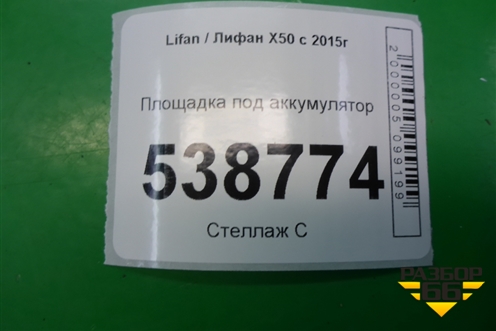 Lifan / Лифан X50 с 2015г
Площадка под аккумулятор
538774
Стеллаж С
2000005099199
РАЗБОР
66